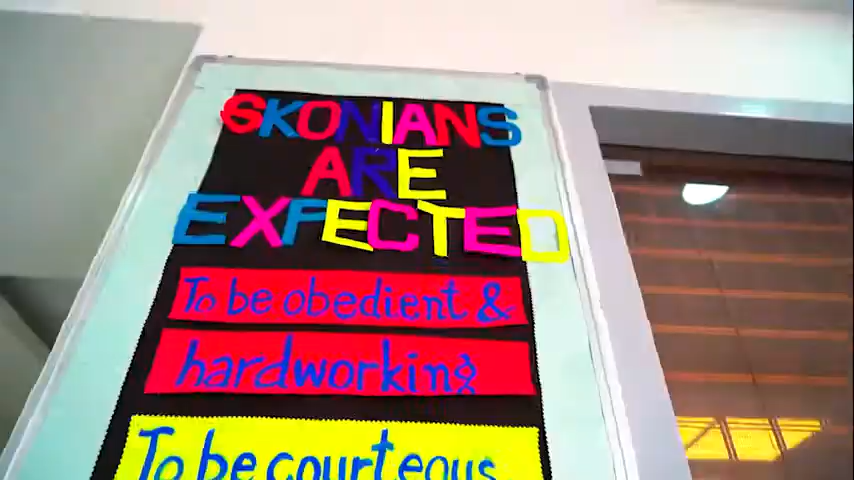 SKONIANS
ARE
EXPECTED
To be obedient &
hardworking
To be courteous